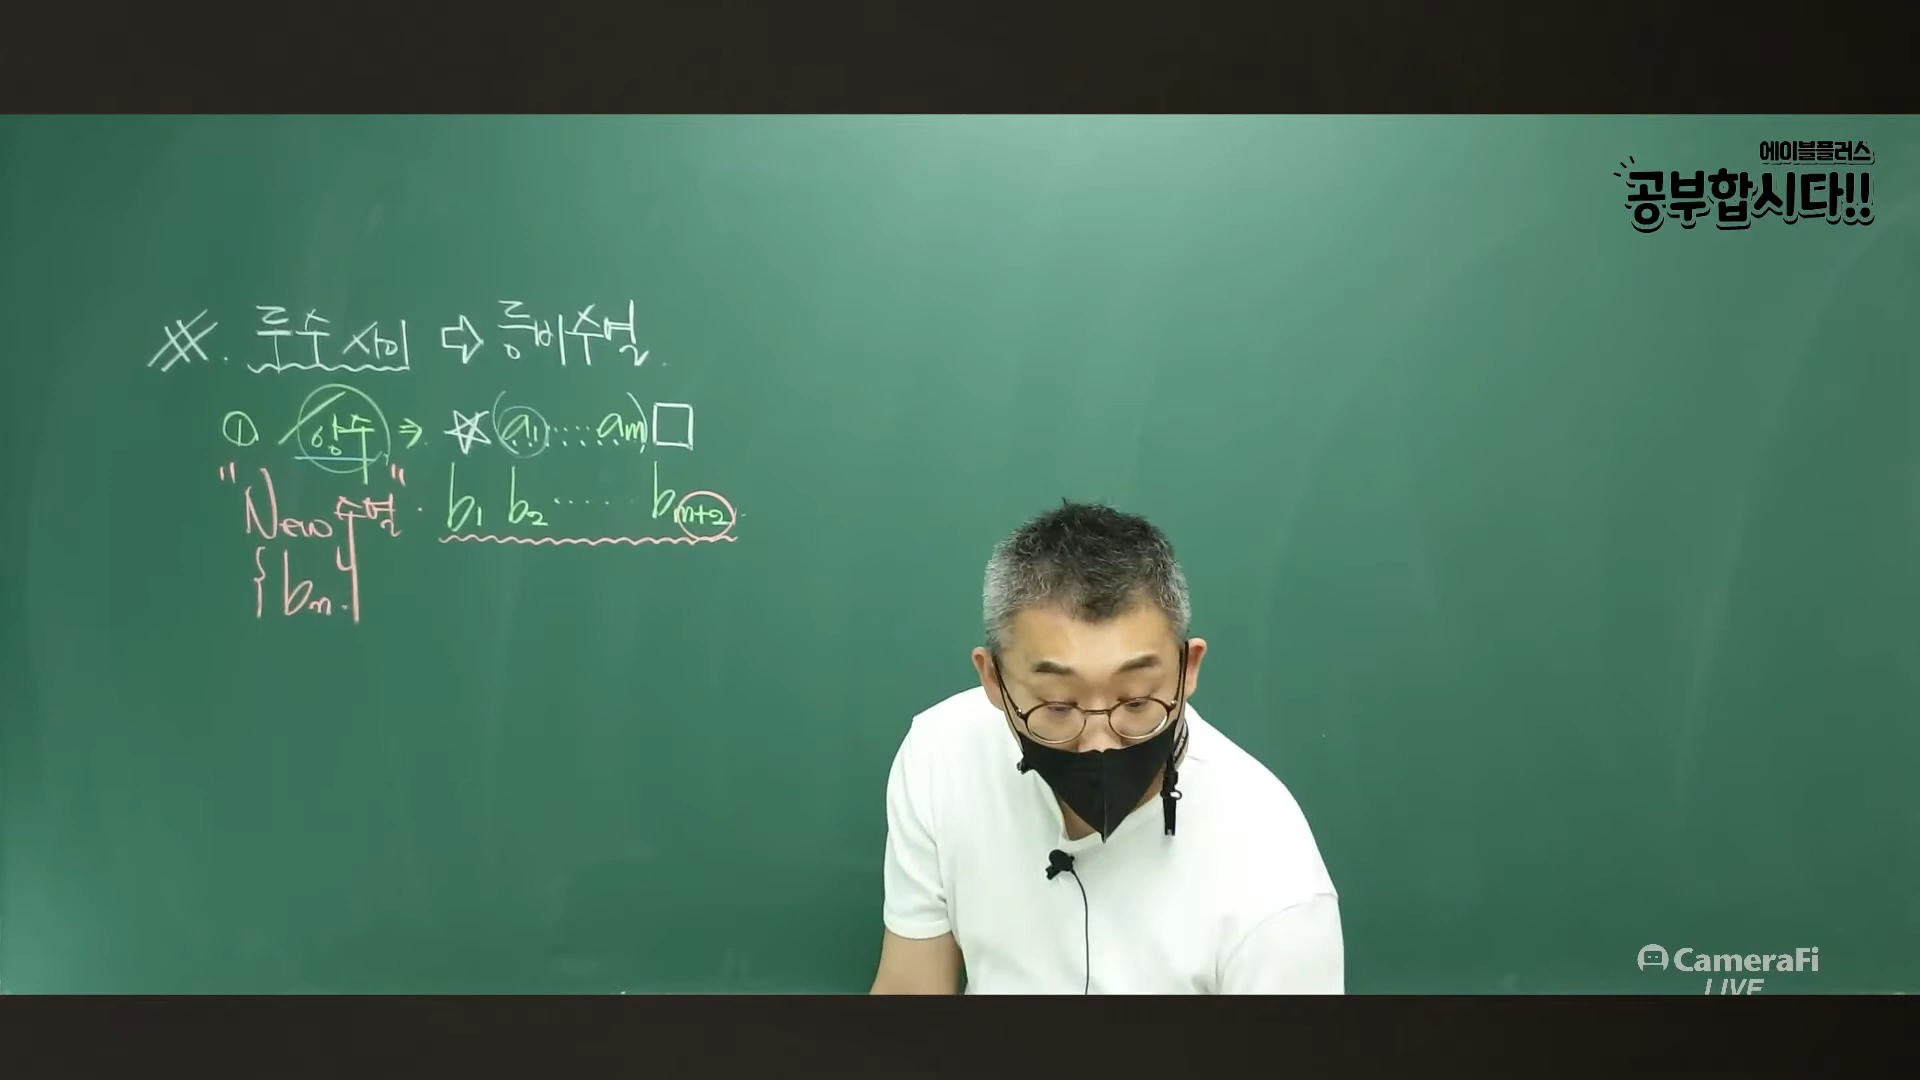 에이블플러스
공부합시다!!
※. 두수 사이 ⇨ 등비수열.
① 항수 ⇒ ☆(a₁ ····· aₘ)□
"New 수열". b₁ b₂ ····· bₘ₊₂.
{bₙ}
CameraFi
LIVE